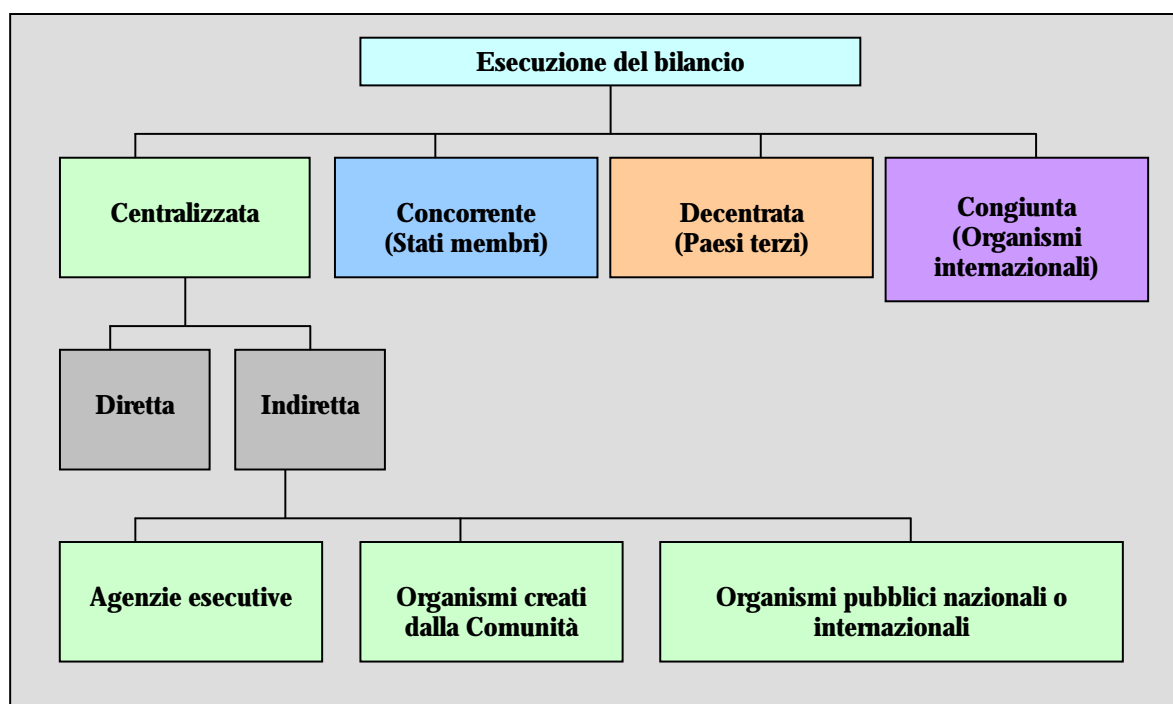 Esecuzione del bilancio
Centralizzata
Concorrente
(Stati membri)
Decentrata
(Paesi terzi)
Congiunta
(Organismi
internazionali)
Diretta
Indiretta
Agenzie esecutive
Organismi creati
dalla Comunità
Organismi pubblici nazionali o
internazionali